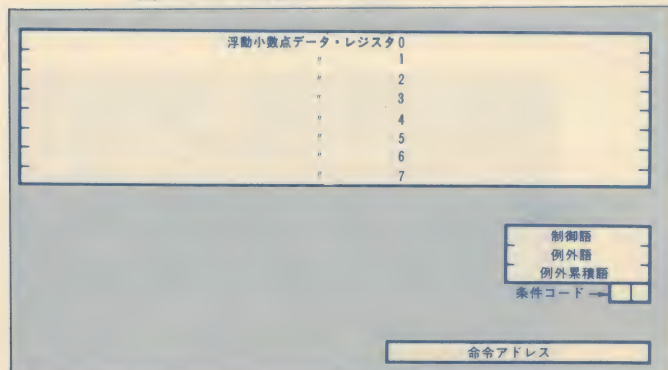 浮動小数点データ・レジスタ0
〃 1
〃 2
〃 3
〃 4
〃 5
〃 6
〃 7
制御語
例外語
例外累積語
条件コード→
命令アドレス